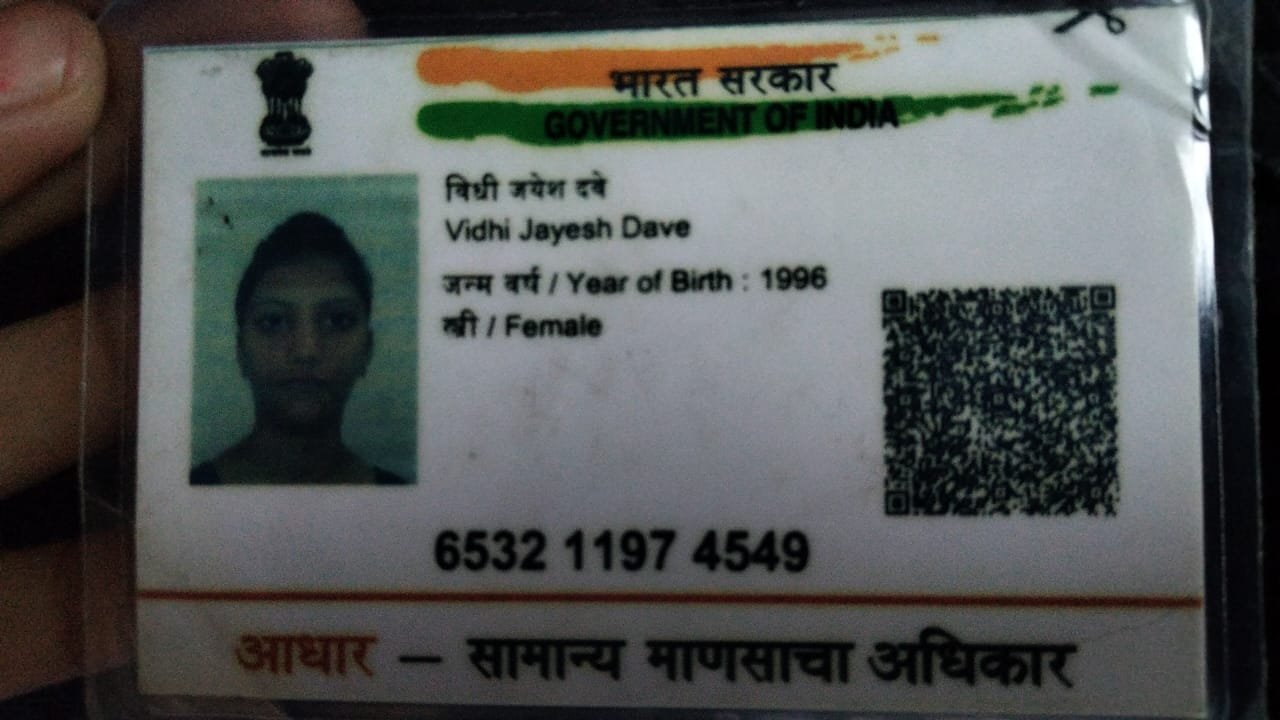 भारत सरकार
GOVERNMENT OF INDIA
विधी जयेश दवे
Vidhi Jayesh Dave
जन्म वर्ष / Year of Birth : 1996
स्त्री / Female
6532 1197 4549
आधार — सामान्य माणसाचा अधिकार